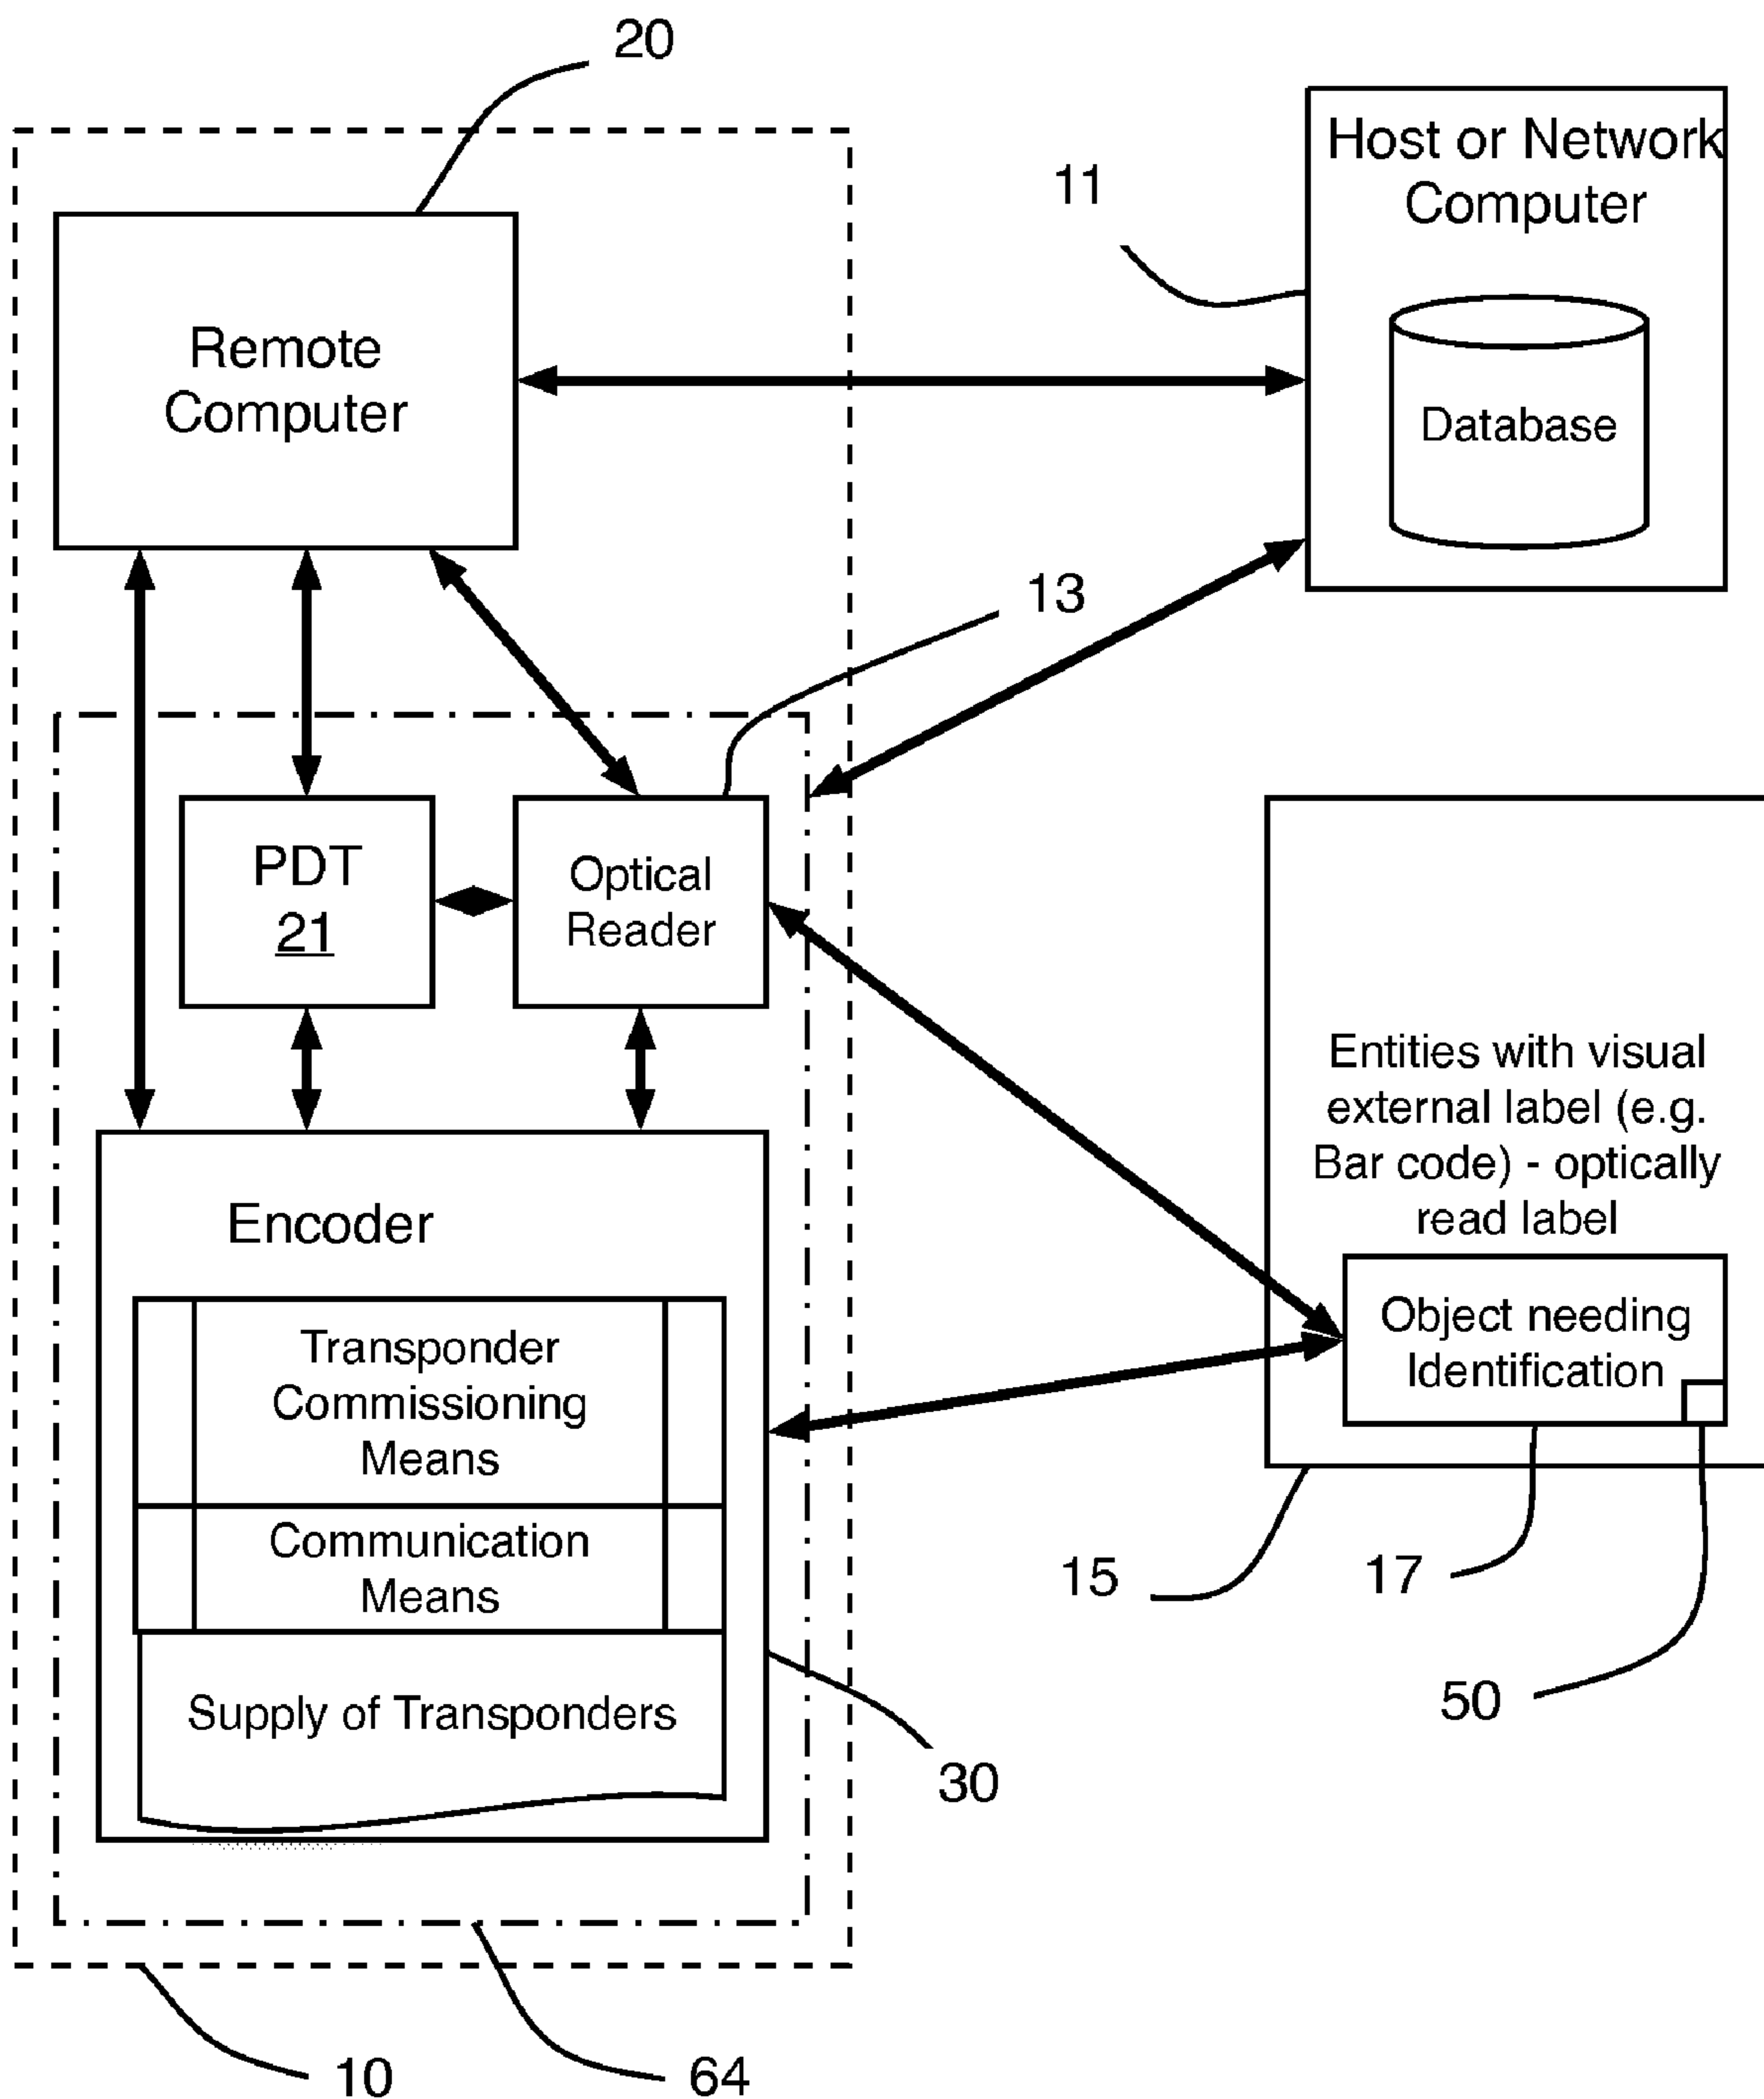 20
Host or Network
Computer
11
Remote
Computer
Database
13
PDT
21
Optical
Reader
Entities with visual
external label (e.g.
Bar code) - optically
read label
Encoder
Object needing
Identification
Transponder
Commissioning
Means
Communication
Means
15
17
50
Supply of Transponders
30
10
64